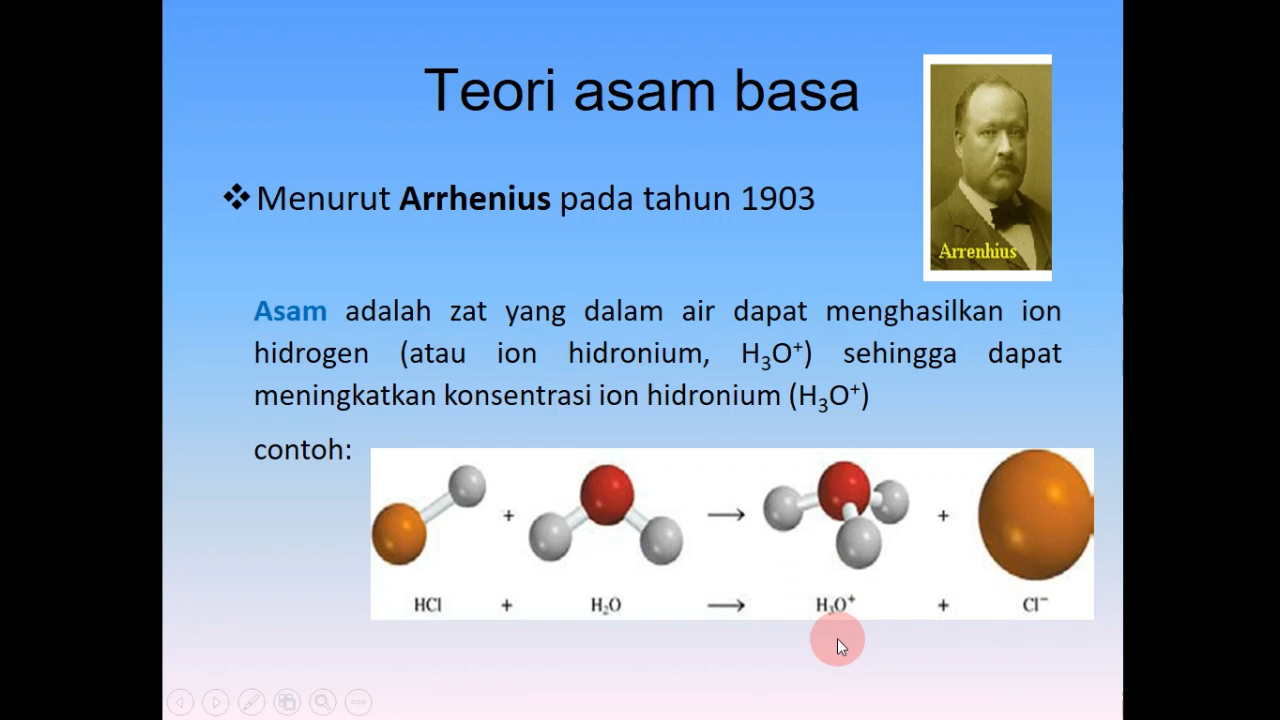 Teori asam basa
❖Menurut Arrhenius pada tahun 1903
Arrenhius
Asam adalah zat yang dalam air dapat menghasilkan ion
hidrogen (atau ion hidronium, H₃O⁺) sehingga dapat
meningkatkan konsentrasi ion hidronium (H₃O⁺)
contoh:
+ → +
HCl + H₂O → H₃O⁺ + Cl⁻